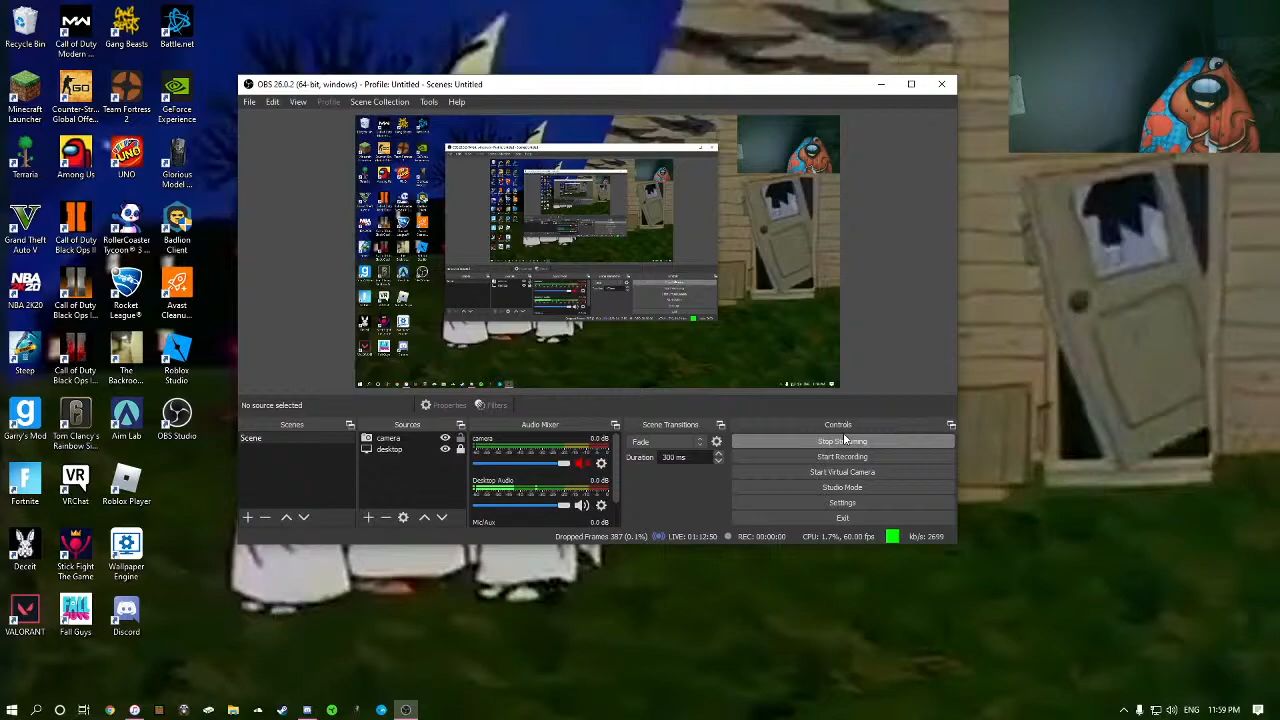 Recycle Bin
Call of Duty Modern ...
Gang Beasts
Battle.net
Minecraft Launcher
Counter-Str... Global Offe...
Team Fortress 2
GeForce Experience
Terraria
Among Us
UNO
Glorious Model ...
Grand Theft Auto V
Call of Duty Black Ops II
RollerCoaster Tycoon® 3 ...
Badlion Client
NBA 2K20
Call of Duty
Rocket League®
Avast Cleanu...
Steep
Call of Duty Black Ops ...
The Backroo...
Roblox Studio
Garry's Mod
Tom Clancy's Rainbow Si...
Aim Lab
OBS Studio
Fortnite
VRChat
Roblox Player
Deceit
Stick Fight The Game
Wallpaper Engine
VALORANT
Fall Guys
Discord
OBS 26.0.2 (64-bit, windows) - Profile: Untitled - Scenes: Untitled
File Edit View Profile Scene Collection Tools Help
No source selected
Properties
Filters
Scenes
Sources
Audio Mixer
Scene Transitions
Controls
Scene
camera
desktop
camera 0.0 dB
Desktop Audio 0.0 dB
Mic/Aux 0.0 dB
Fade
Duration 300 ms
Stop Streaming
Start Recording
Start Virtual Camera
Studio Mode
Settings
Exit
Dropped Frames 387 (0.1%) LIVE: 01:12:50 REC: 00:00:00 CPU: 1.7%, 60.00 fps kb/s: 2699
ENG 11:59 PM